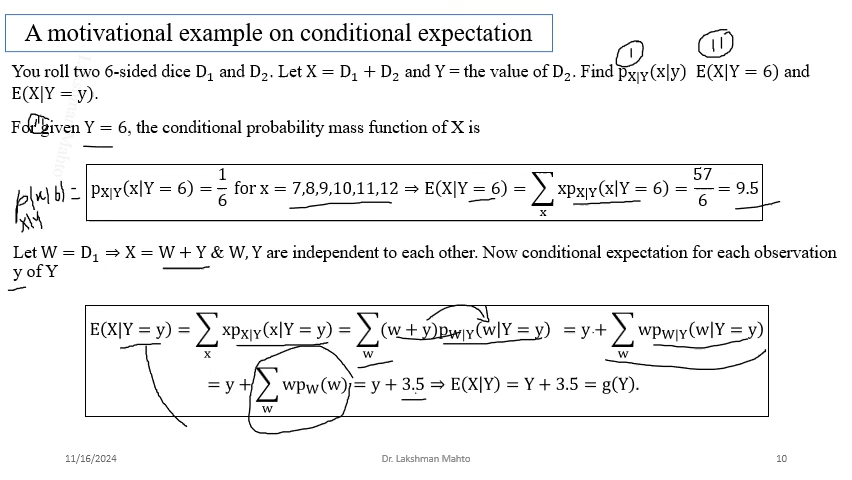 A motivational example on conditional expectation
You roll two 6-sided dice D₁ and D₂. Let X = D₁ + D₂ and Y = the value of D₂. Find p_X|Y(x|y) E(X|Y = 6) and
I II
E(X|Y = y).
For given Y = 6, the conditional probability mass function of X is
p_X|Y(x|6) =
p_X|Y(x|Y = 6) = 1/6 for x = 7,8,9,10,11,12 ⇒ E(X|Y = 6) = ∑_x xp_X|Y(x|Y = 6) = 57/6 = 9.5
Let W = D₁ ⇒ X = W + Y & W, Y are independent to each other. Now conditional expectation for each observation
y of Y
E(X|Y = y) = ∑_x xp_X|Y(x|Y = y) = ∑_w (w + y)p_W|Y(w|Y = y) = y + ∑_w wp_W|Y(w|Y = y)
= y + ∑_w wp_W(w) = y + 3.5 ⇒ E(X|Y) = Y + 3.5 = g(Y).
11/16/2024 Dr. Lakshman Mahto 10